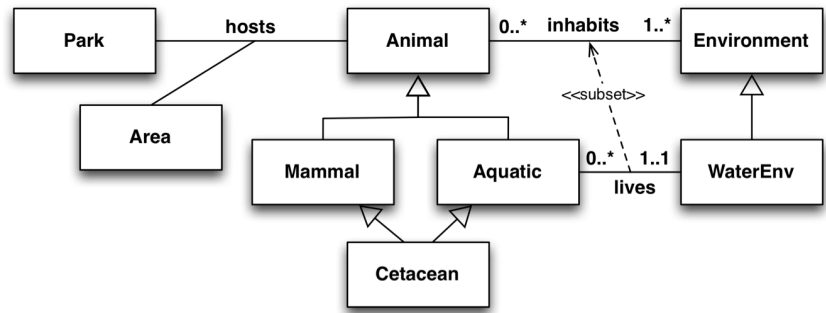 Park
hosts
Animal
0..*
inhabits
1..*
Environment
<<subset>>
Area
Mammal
Aquatic
0..*
1..1
lives
WaterEnv
Cetacean